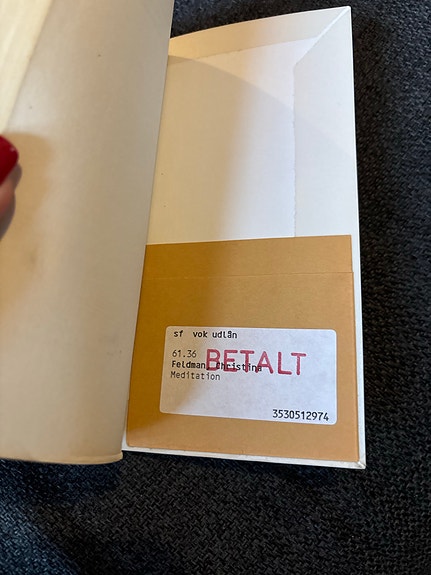 sf vok udlån
61.36
Feldman, Christina
Meditation
BETALT
3530512974